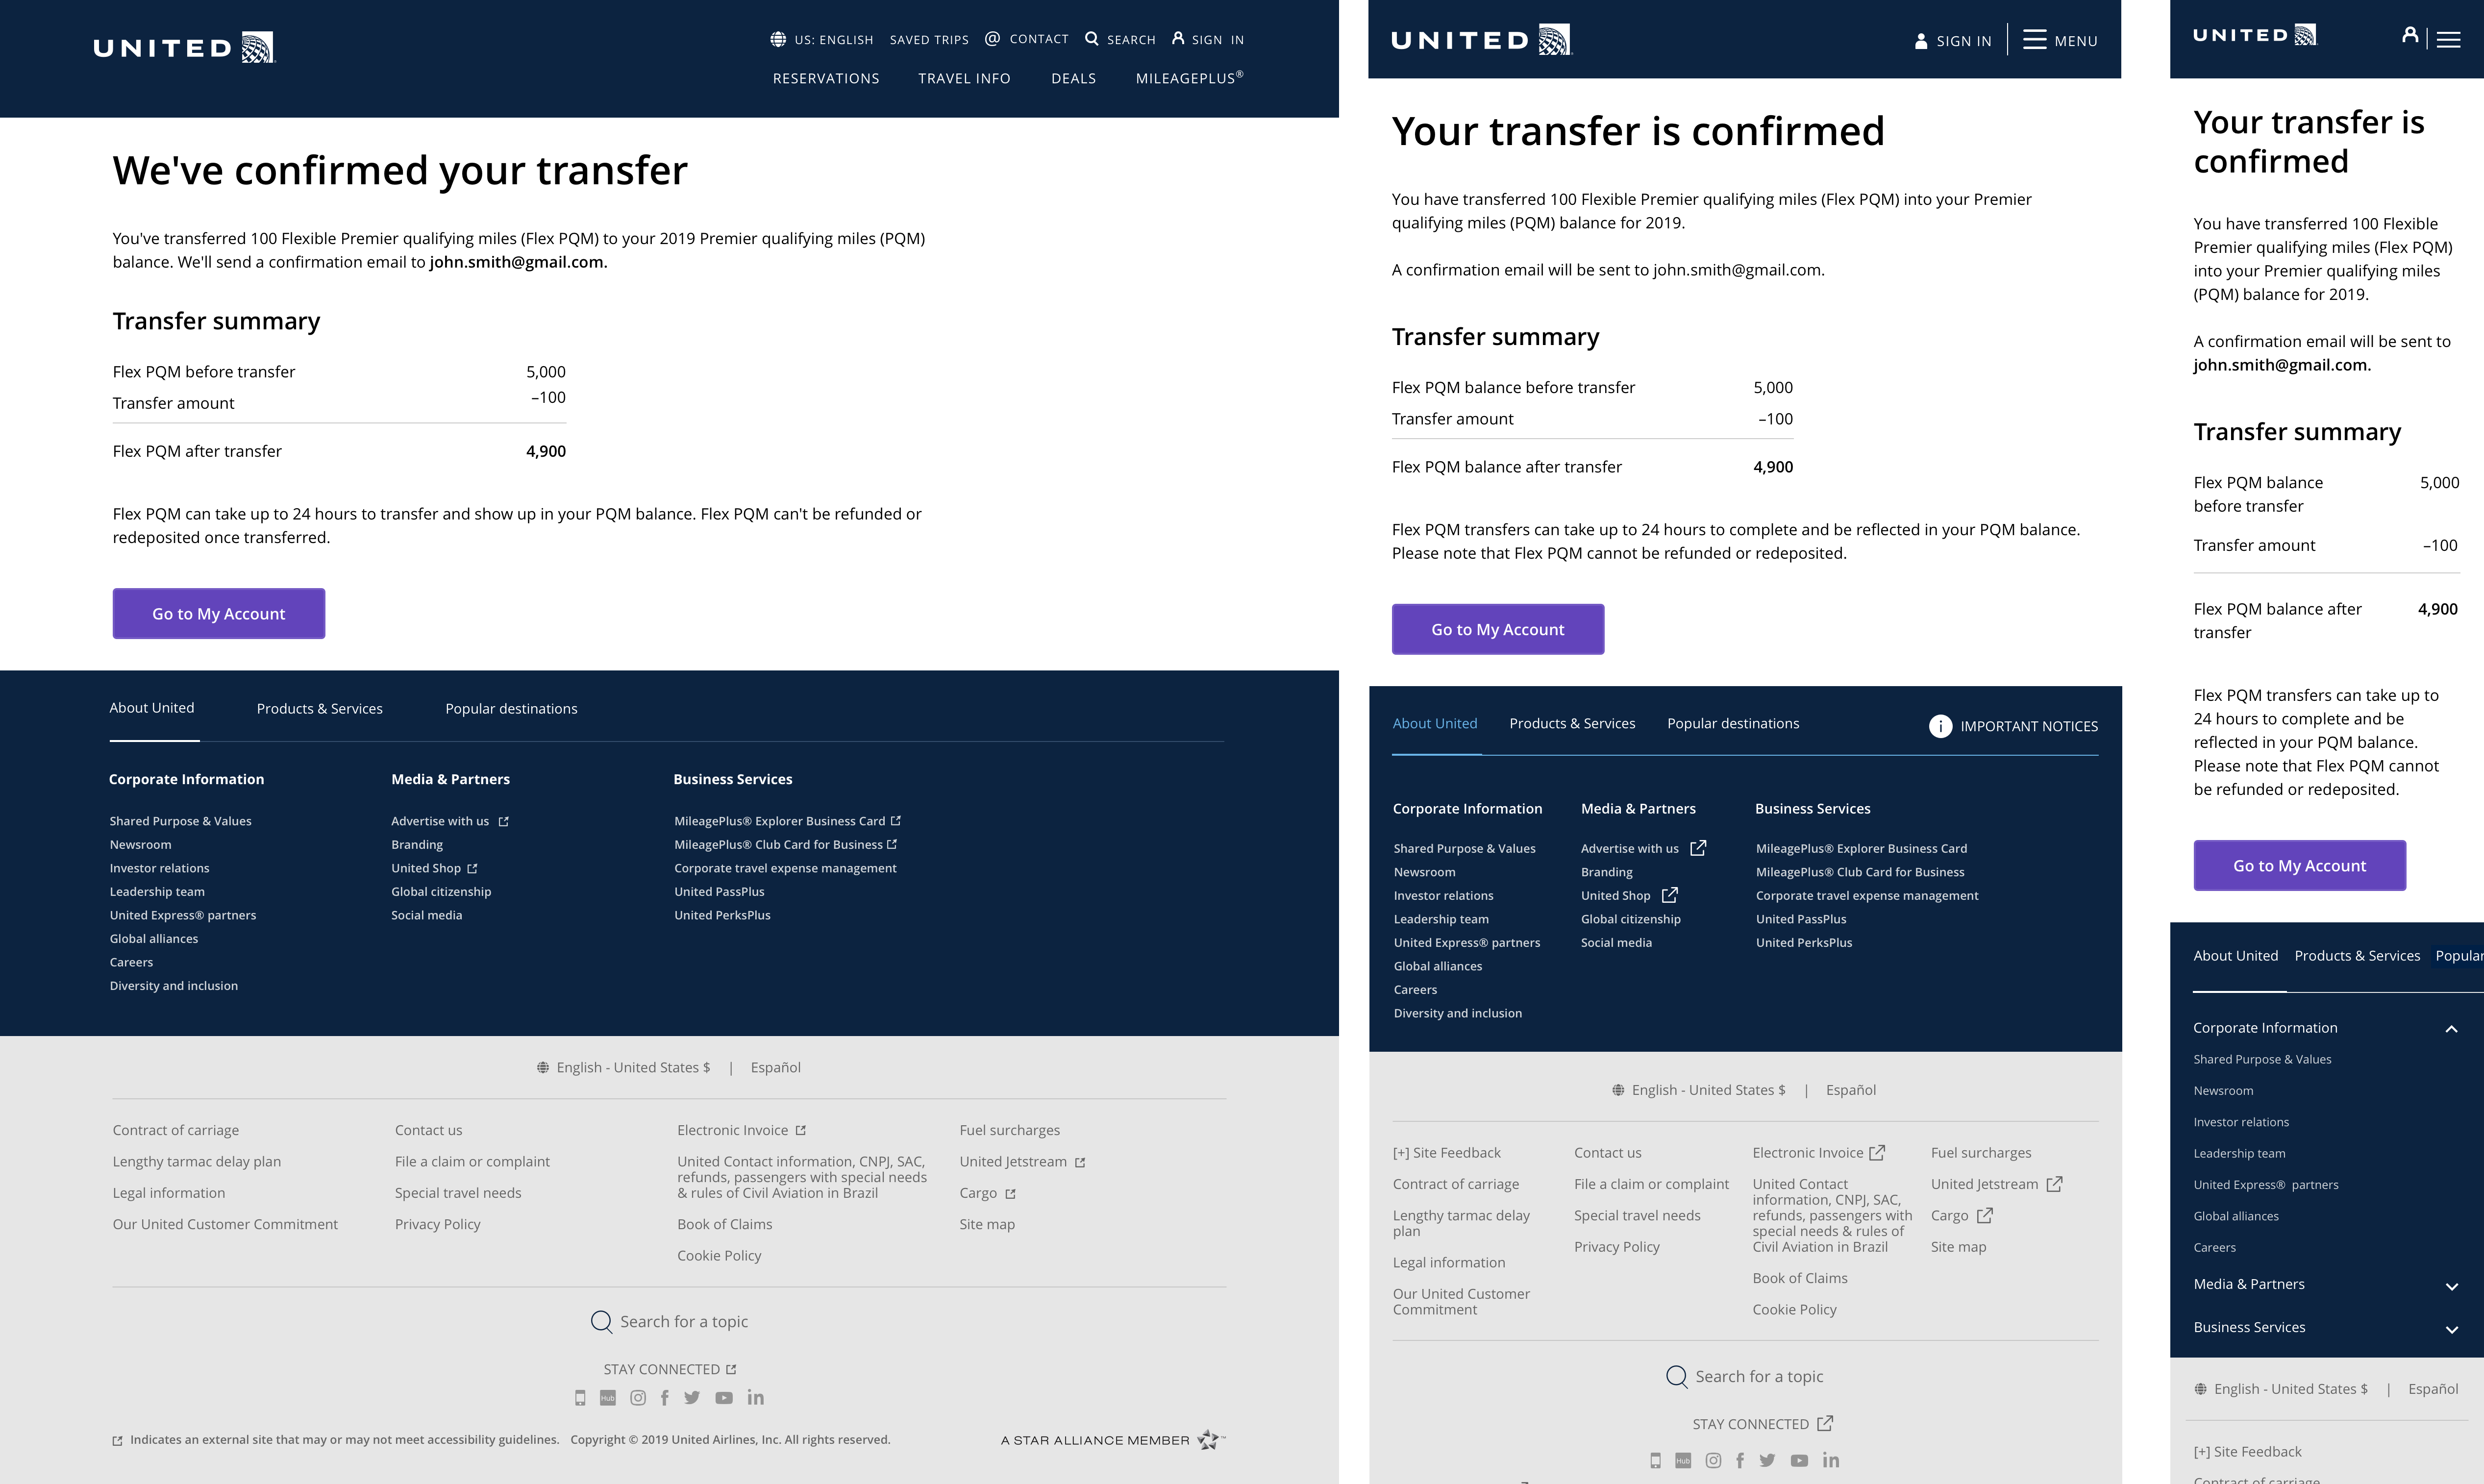 UNITED
US: ENGLISH SAVED TRIPS @ CONTACT SEARCH SIGN IN
RESERVATIONS TRAVEL INFO DEALS MILEAGEPLUS®
We've confirmed your transfer
You've transferred 100 Flexible Premier qualifying miles (Flex PQM) to your 2019 Premier qualifying miles (PQM)
balance. We'll send a confirmation email to john.smith@gmail.com.
Transfer summary
Flex PQM before transfer 5,000
Transfer amount –100
Flex PQM after transfer 4,900
Flex PQM can take up to 24 hours to transfer and show up in your PQM balance. Flex PQM can't be refunded or
redeposited once transferred.
Go to My Account
About United Products & Services Popular destinations
Corporate Information
Shared Purpose & Values
Newsroom
Investor relations
Leadership team
United Express® partners
Global alliances
Careers
Diversity and inclusion
Media & Partners
Advertise with us
Branding
United Shop
Global citizenship
Social media
Business Services
MileagePlus® Explorer Business Card
MileagePlus® Club Card for Business
Corporate travel expense management
United PassPlus
United PerksPlus
English - United States $ | Español
Contract of carriage
Lengthy tarmac delay plan
Legal information
Our United Customer Commitment
Contact us
File a claim or complaint
Special travel needs
Privacy Policy
Electronic Invoice
United Contact information, CNPJ, SAC,
refunds, passengers with special needs
& rules of Civil Aviation in Brazil
Book of Claims
Cookie Policy
Fuel surcharges
United Jetstream
Cargo
Site map
Search for a topic
STAY CONNECTED
Hub
Indicates an external site that may or may not meet accessibility guidelines. Copyright © 2019 United Airlines, Inc. All rights reserved.
A STAR ALLIANCE MEMBER ™
UNITED
SIGN IN MENU
Your transfer is confirmed
You have transferred 100 Flexible Premier qualifying miles (Flex PQM) into your Premier
qualifying miles (PQM) balance for 2019.
A confirmation email will be sent to john.smith@gmail.com.
Transfer summary
Flex PQM balance before transfer 5,000
Transfer amount –100
Flex PQM balance after transfer 4,900
Flex PQM transfers can take up to 24 hours to complete and be reflected in your PQM balance.
Please note that Flex PQM cannot be refunded or redeposited.
Go to My Account
About United Products & Services Popular destinations
IMPORTANT NOTICES
Corporate Information
Shared Purpose & Values
Newsroom
Investor relations
Leadership team
United Express® partners
Global alliances
Careers
Diversity and inclusion
Media & Partners
Advertise with us
Branding
United Shop
Global citizenship
Social media
Business Services
MileagePlus® Explorer Business Card
MileagePlus® Club Card for Business
Corporate travel expense management
United PassPlus
United PerksPlus
English - United States $ | Español
[+] Site Feedback
Contract of carriage
Lengthy tarmac delay
plan
Legal information
Our United Customer
Commitment
Contact us
File a claim or complaint
Special travel needs
Privacy Policy
Electronic Invoice
United Contact
information, CNPJ, SAC,
refunds, passengers with
special needs & rules of
Civil Aviation in Brazil
Book of Claims
Cookie Policy
Fuel surcharges
United Jetstream
Cargo
Site map
Search for a topic
STAY CONNECTED
Hub
UNITED
Your transfer is
confirmed
You have transferred 100 Flexible
Premier qualifying miles (Flex PQM)
into your Premier qualifying miles
(PQM) balance for 2019.
A confirmation email will be sent to
john.smith@gmail.com.
Transfer summary
Flex PQM balance 5,000
before transfer
Transfer amount –100
Flex PQM balance after 4,900
transfer
Flex PQM transfers can take up to
24 hours to complete and be
reflected in your PQM balance.
Please note that Flex PQM cannot
be refunded or redeposited.
Go to My Account
About United Products & Services Popular
Corporate Information
Shared Purpose & Values
Newsroom
Investor relations
Leadership team
United Express® partners
Global alliances
Careers
Media & Partners
Business Services
English - United States $ | Español
[+] Site Feedback
Contract of carriage